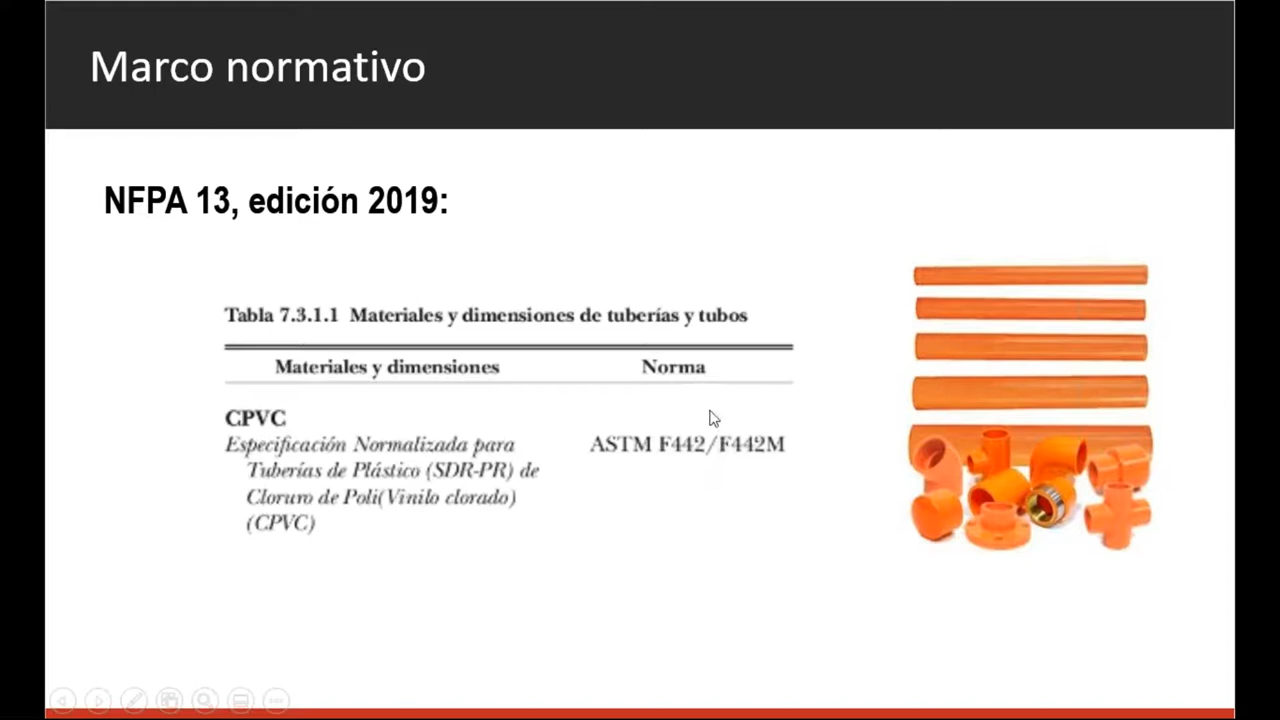 Marco normativo
NFPA 13, edición 2019:
Tabla 7.3.1.1 Materiales y dimensiones de tuberías y tubos
Materiales y dimensiones Norma
CPVC
Especificación Normalizada para ASTM F442/F442M
Tuberías de Plástico (SDR-PR) de
Cloruro de Poli(Vinilo clorado)
(CPVC)